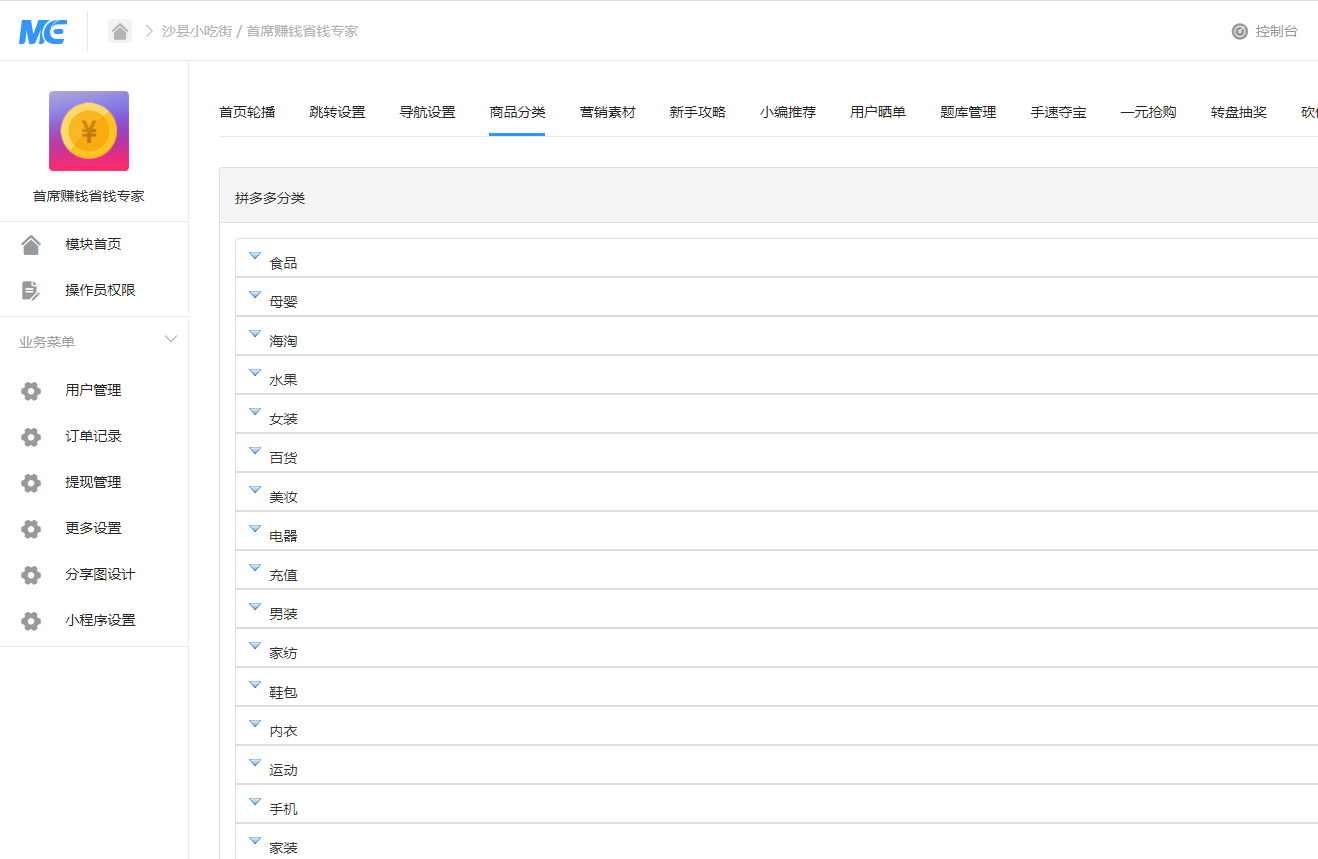 ME
沙县小吃街 / 首席赚钱省钱专家
控制台
首席赚钱省钱专家
模块首页
操作员权限
业务菜单
用户管理
订单记录
提现管理
更多设置
分享图设计
小程序设置
首页轮播 跳转设置 导航设置 商品分类 营销素材 新手攻略 小编推荐 用户晒单 题库管理 手速夺宝 一元抢购 转盘抽奖
拼多多分类
食品
母婴
海淘
水果
女装
百货
美妆
电器
充值
男装
家纺
鞋包
内衣
运动
手机
家装